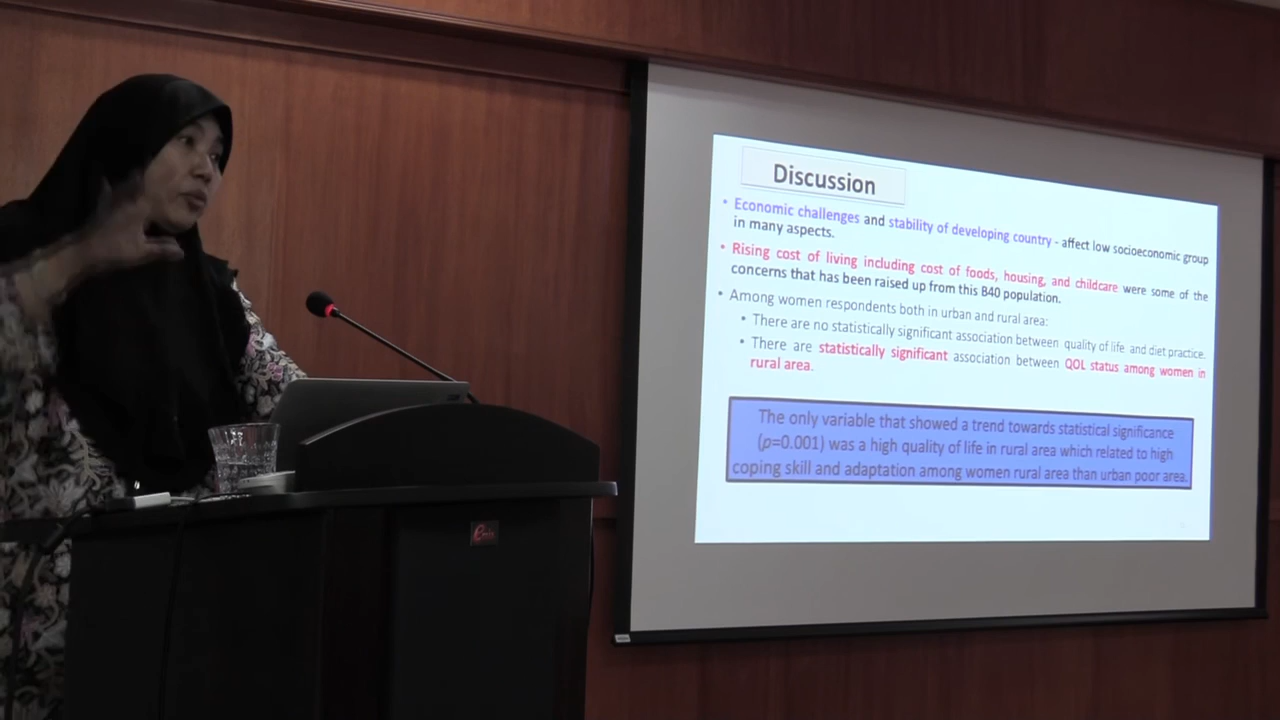 Discussion
• Economic challenges and stability of developing country - affect low socioeconomic group
in many aspects.
• Rising cost of living including cost of foods, housing, and childcare were some of the
concerns that has been raised up from this B40 population.
• Among women respondents both in urban and rural area:
• There are no statistically significant association between quality of life and diet practice.
• There are statistically significant association between QOL status among women in
rural area.
The only variable that showed a trend towards statistical significance
(p=0.001) was a high quality of life in rural area which related to high
coping skill and adaptation among women rural area than urban poor area.